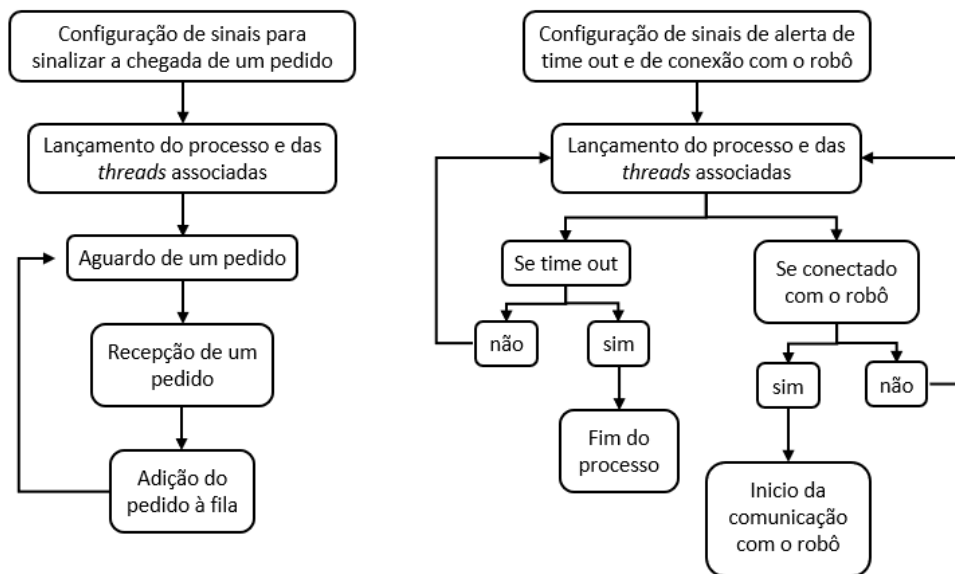 Configuração de sinais para
sinalizar a chegada de um pedido
Lançamento do processo e das
threads associadas
Aguardo de um pedido
Recepção de um
pedido
Adição do
pedido à fila
Configuração de sinais de alerta de
time out e de conexão com o robô
Lançamento do processo e das
threads associadas
Se time out
não
sim
Fim do
processo
Se conectado
com o robô
sim
não
Inicio da
comunicação
com o robô